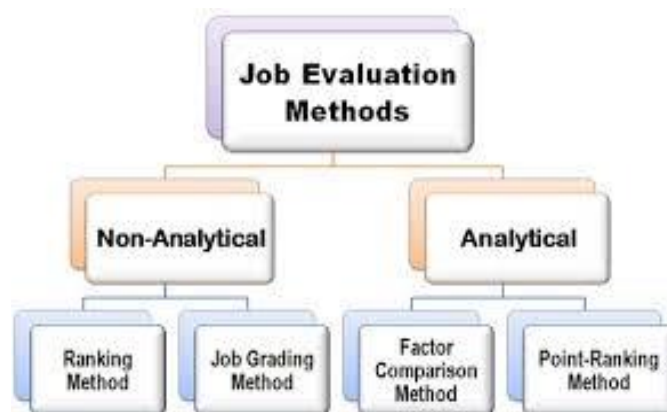 Job Evaluation
Methods
Non-Analytical
Analytical
Ranking
Method
Job Grading
Method
Factor
Comparison
Method
Point-Ranking
Method